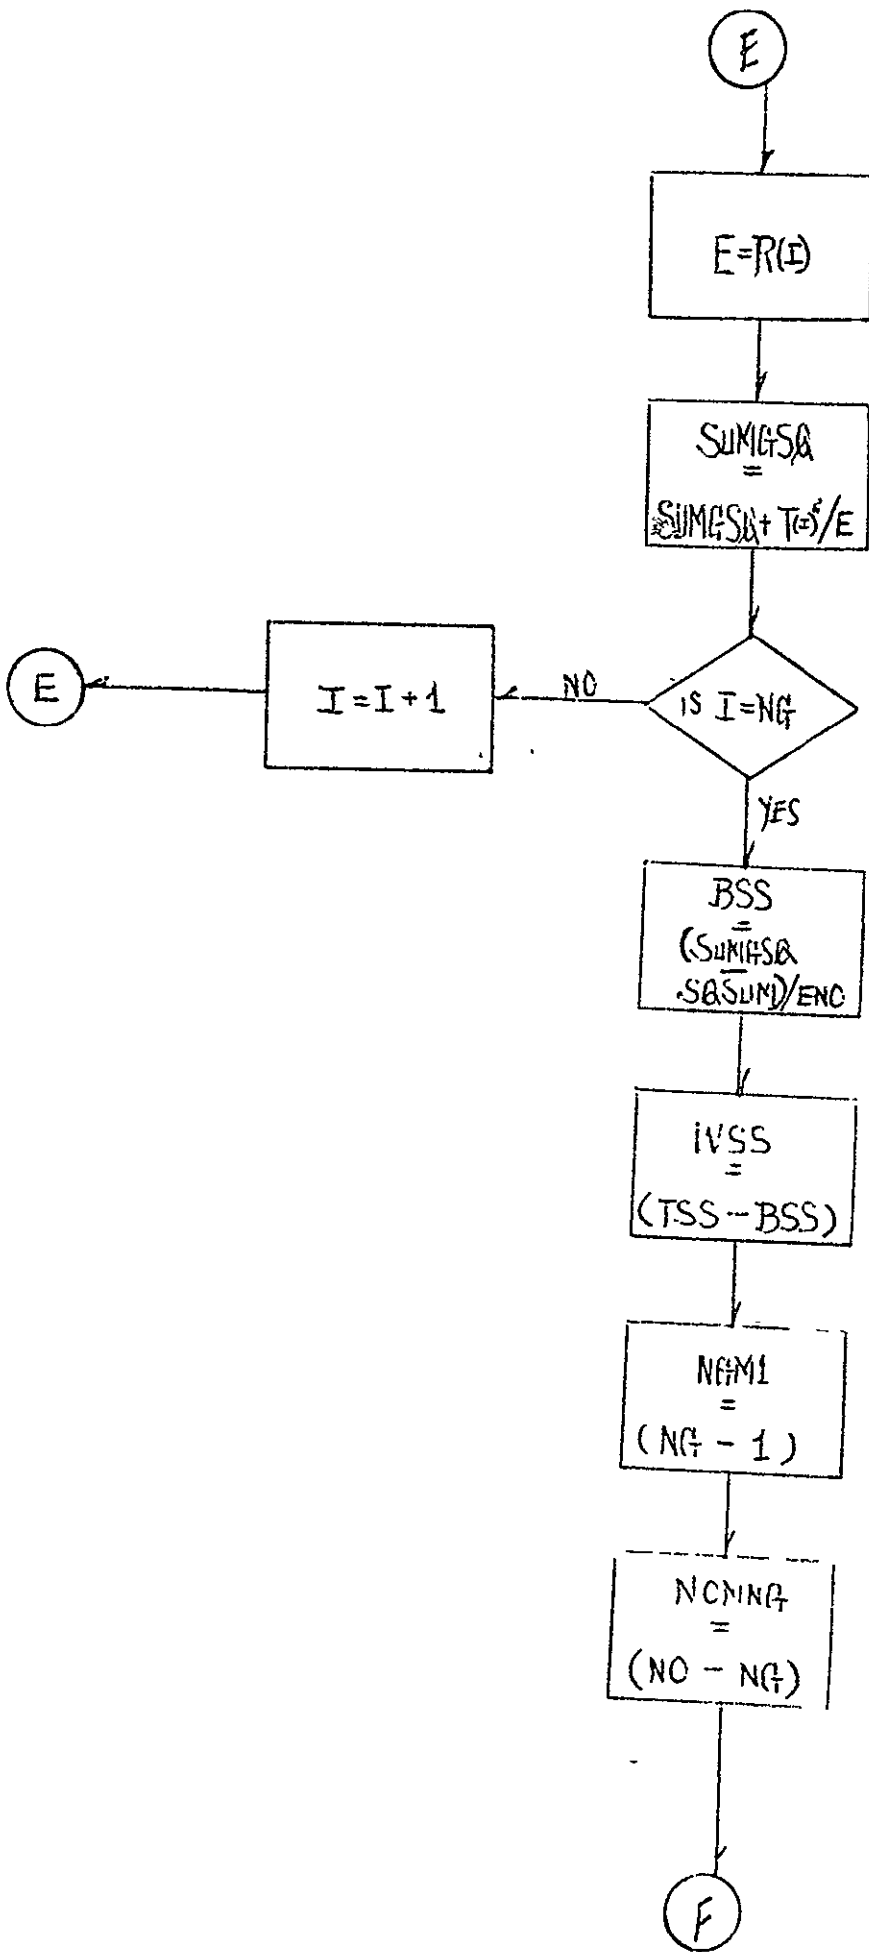 E
E=R(I)
SUMGSQ
=
SUMGSQ+ T(I)²/E
IS I=NG
NO
I=I+1
E
YES
BSS
=
(SUMGSQ
-
SQSUM)/ENO
WSS
=
(TSS-BSS)
NGM1
=
(NG-1)
NOMNG
=
(NO-NG)
F